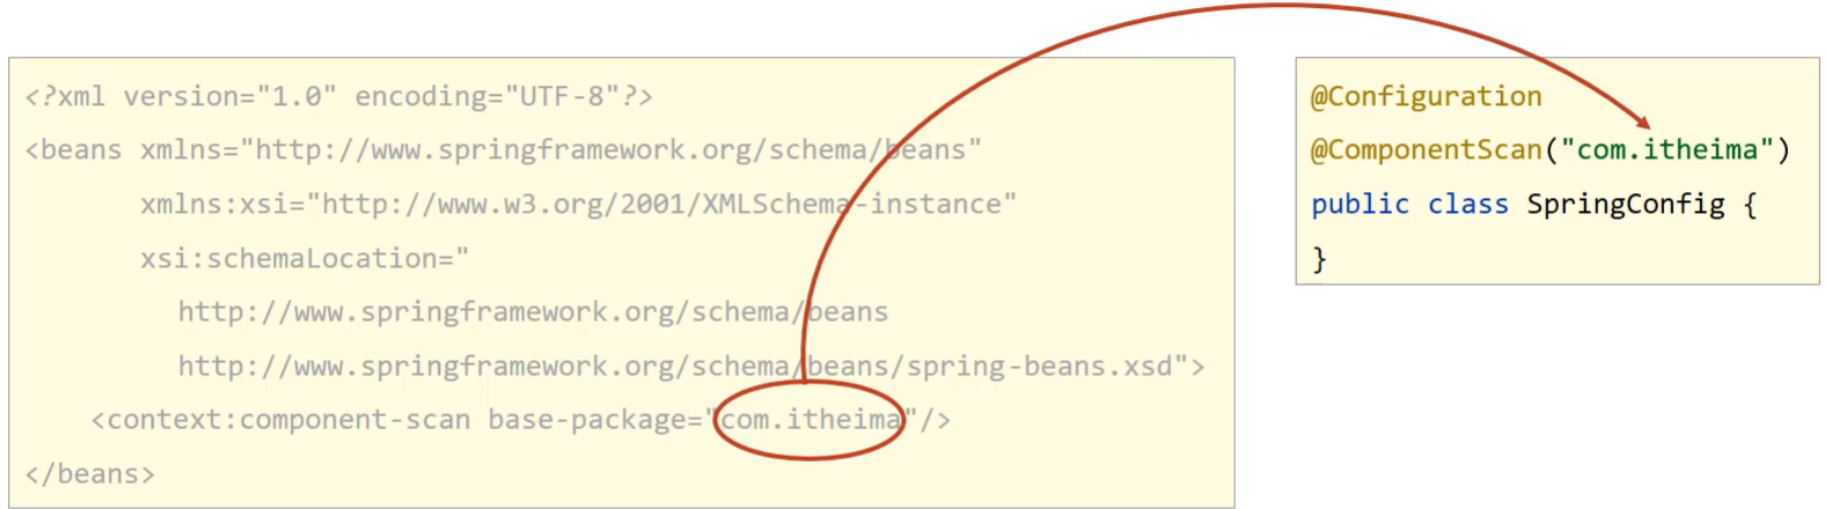 <?xml version="1.0" encoding="UTF-8"?>
<beans xmlns="http://www.springframework.org/schema/beans"
xmlns:xsi="http://www.w3.org/2001/XMLSchema-instance"
xsi:schemaLocation="
http://www.springframework.org/schema/beans
http://www.springframework.org/schema/beans/spring-beans.xsd">
<context:component-scan base-package="com.itheima"/>
</beans>
@Configuration
@ComponentScan("com.itheima")
public class SpringConfig {
}